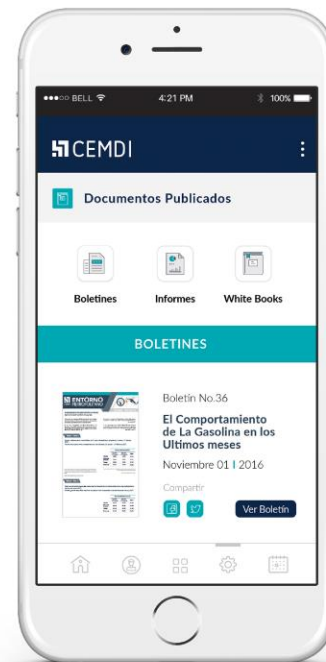 BELL
4:21 PM
100%
CEMDI
Documentos Publicados
Boletines
Informes
White Books
BOLETINES
Boletín No.36
El Comportamiento
de La Gasolina en los
Ultimos meses
Noviembre 01 | 2016
Compartir
Ver Boletín
ENTORNO